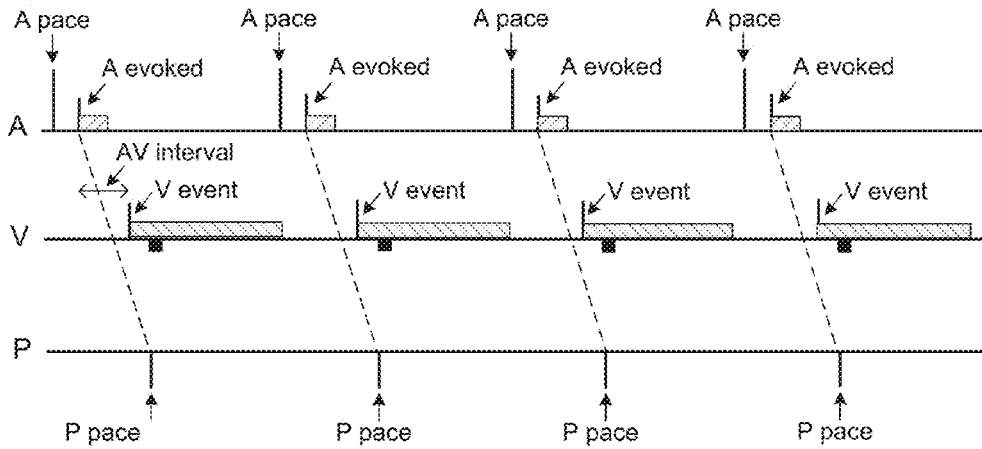 A pace A pace A pace A pace
A evoked A evoked A evoked A evoked
A
AV interval
V event V event V event V event
V
P
P pace P pace P pace P pace